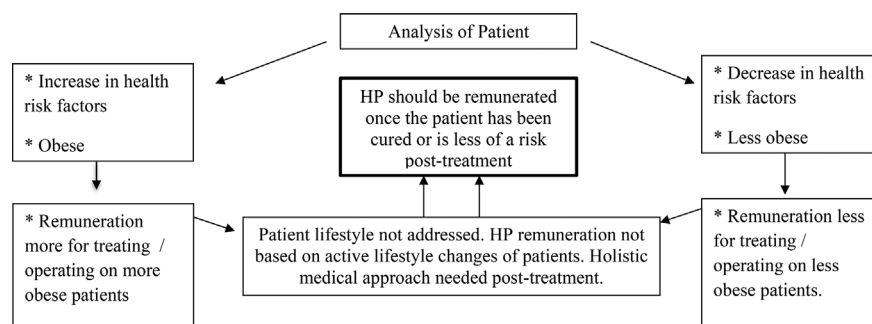 Analysis of Patient
* Increase in health
risk factors
* Obese
HP should be remunerated
once the patient has been
cured or is less of a risk
post-treatment
* Decrease in health
risk factors
* Less obese
* Remuneration
more for treating /
operating on more
obese patients
Patient lifestyle not addressed. HP remuneration not
based on active lifestyle changes of patients. Holistic
medical approach needed post-treatment.
* Remuneration less
for treating /
operating on less
obese patients.